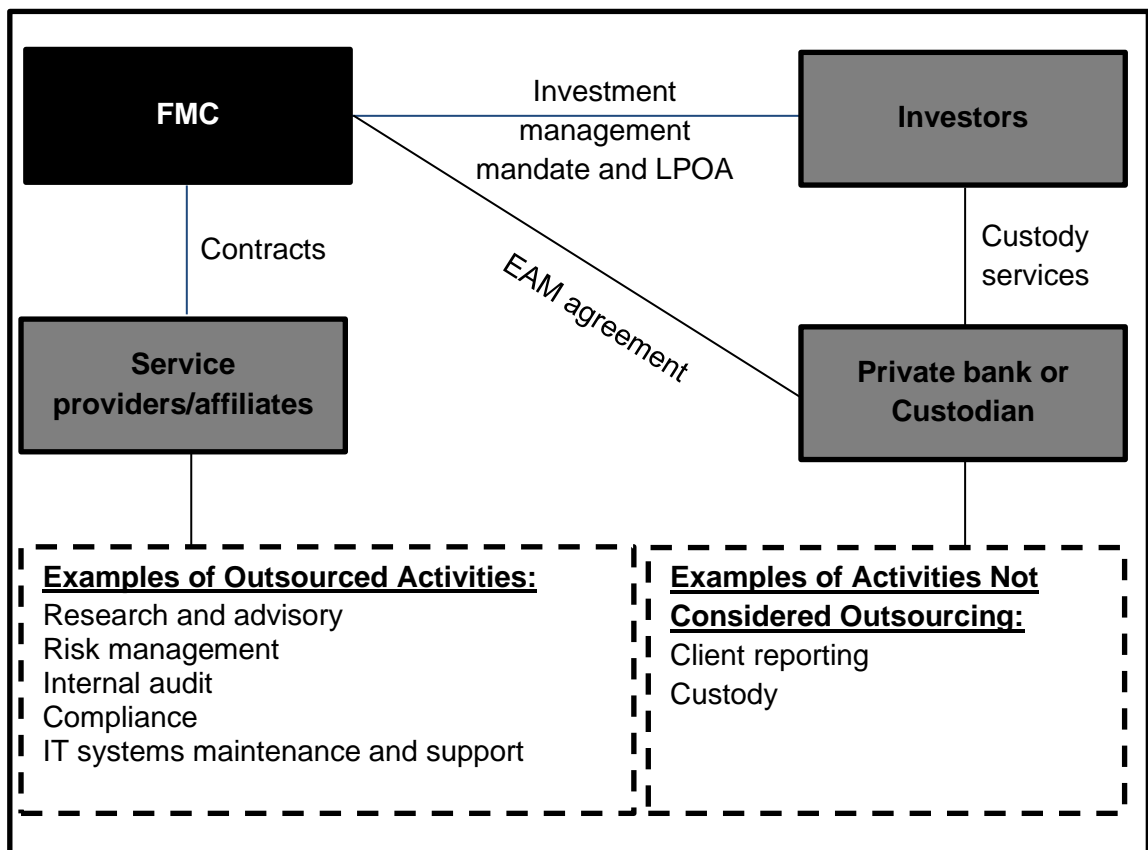 FMC
Investment
management
mandate and LPOA
Investors
Contracts
EAM agreement
Custody
services
Service
providers/affiliates
Private bank or
Custodian
Examples of Outsourced Activities:
Research and advisory
Risk management
Internal audit
Compliance
IT systems maintenance and support
Examples of Activities Not
Considered Outsourcing:
Client reporting
Custody